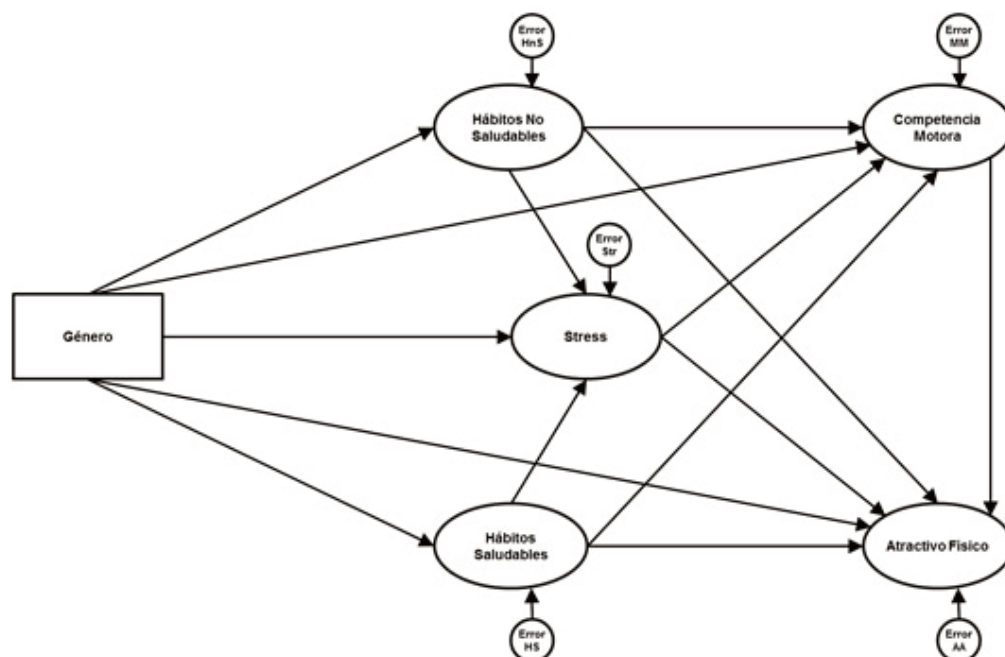 Error
HnS
Error
MM
Hábitos No
Saludables
Competencia
Motora
Error
Str
Género
Stress
Hábitos
Saludables
Atractivo Físico
Error
HS
Error
AA